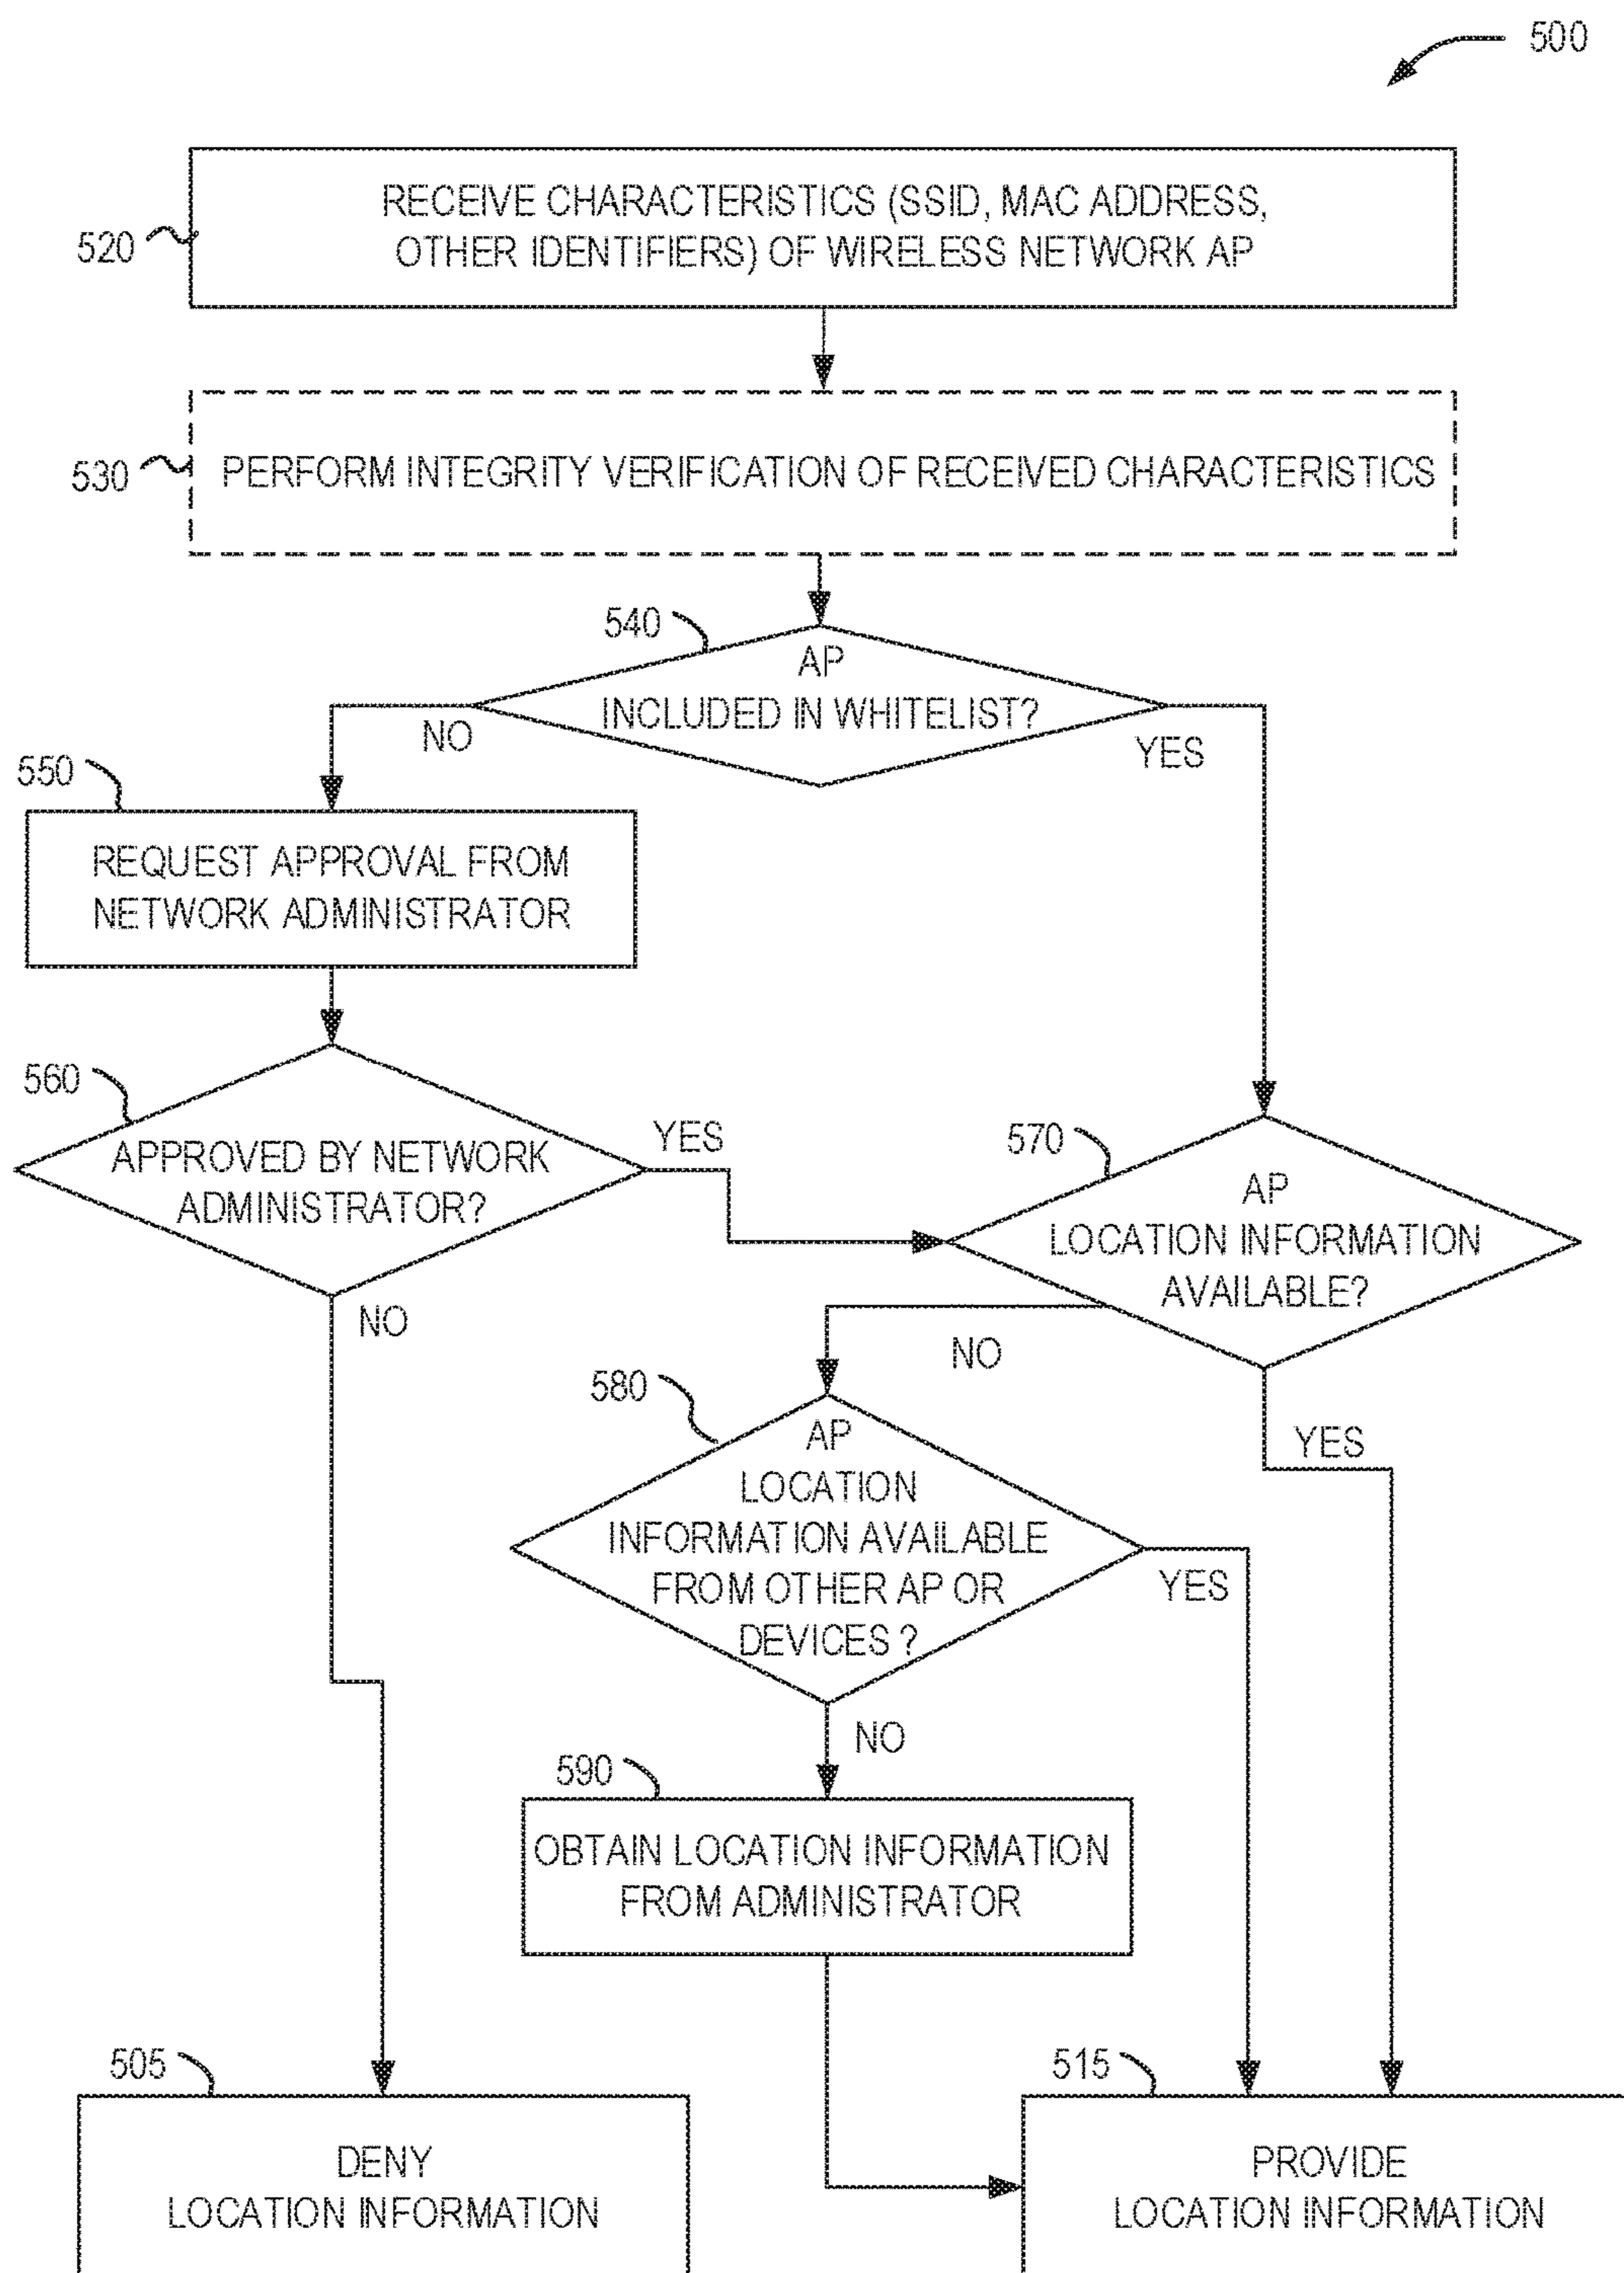 500
RECEIVE CHARACTERISTICS (SSID, MAC ADDRESS,
OTHER IDENTIFIERS) OF WIRELESS NETWORK AP
520
530
PERFORM INTEGRITY VERIFICATION OF RECEIVED CHARACTERISTICS
540
AP
INCLUDED IN WHITELIST?
NO
YES
550
REQUEST APPROVAL FROM
NETWORK ADMINISTRATOR
560
APPROVED BY NETWORK
ADMINISTRATOR?
YES
NO
570
AP
LOCATION INFORMATION
AVAILABLE?
NO
YES
580
AP
LOCATION
INFORMATION AVAILABLE
FROM OTHER AP OR
DEVICES ?
YES
NO
590
OBTAIN LOCATION INFORMATION
FROM ADMINISTRATOR
505
DENY
LOCATION INFORMATION
515
PROVIDE
LOCATION INFORMATION